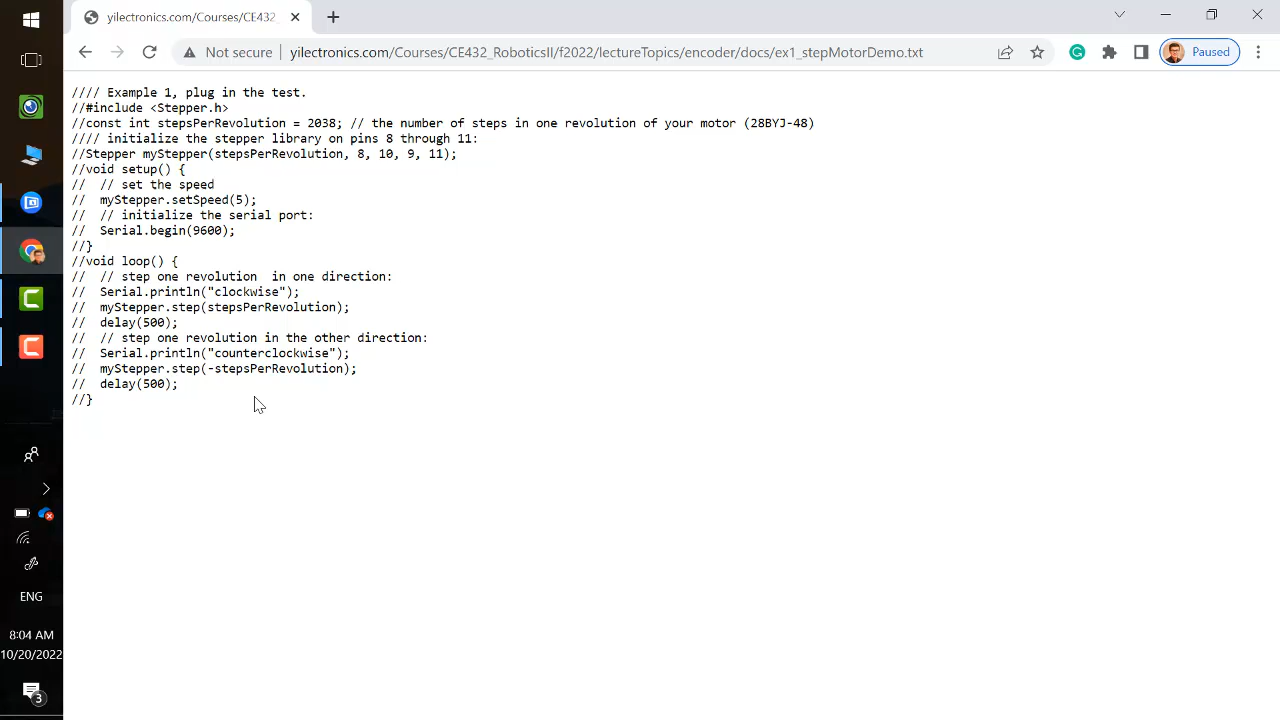 yilectronics.com/Courses/CE432
Not secure
yilectronics.com/Courses/CE432_RoboticsII/f2022/lectureTopics/encoder/docs/ex1_stepMotorDemo.txt
Paused
//// Example 1, plug in the test.
//#include <Stepper.h>
//const int stepsPerRevolution = 2038; // the number of steps in one revolution of your motor (28BYJ-48)
//// initialize the stepper library on pins 8 through 11:
//Stepper myStepper(stepsPerRevolution, 8, 10, 9, 11);
//void setup() {
//  // set the speed
//  myStepper.setSpeed(5);
//  // initialize the serial port:
//  Serial.begin(9600);
//}
//void loop() {
//  // step one revolution  in one direction:
//  Serial.println("clockwise");
//  myStepper.step(stepsPerRevolution);
//  delay(500);
//  // step one revolution in the other direction:
//  Serial.println("counterclockwise");
//  myStepper.step(-stepsPerRevolution);
//  delay(500);
//}
ENG
8:04 AM
10/20/2022
3